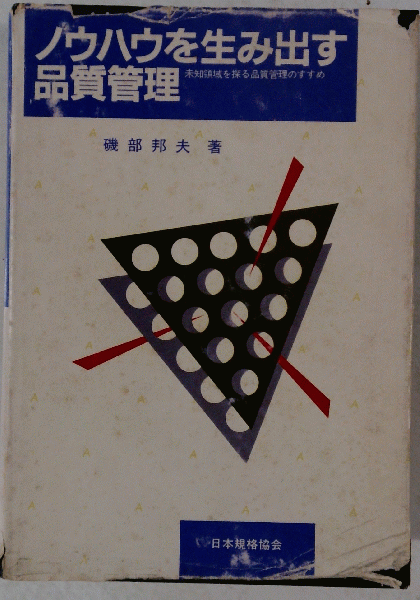 ノウハウを生み出す
品質管理
未知領域を探る品質管理のすすめ
磯部邦夫 著
日本規格協会